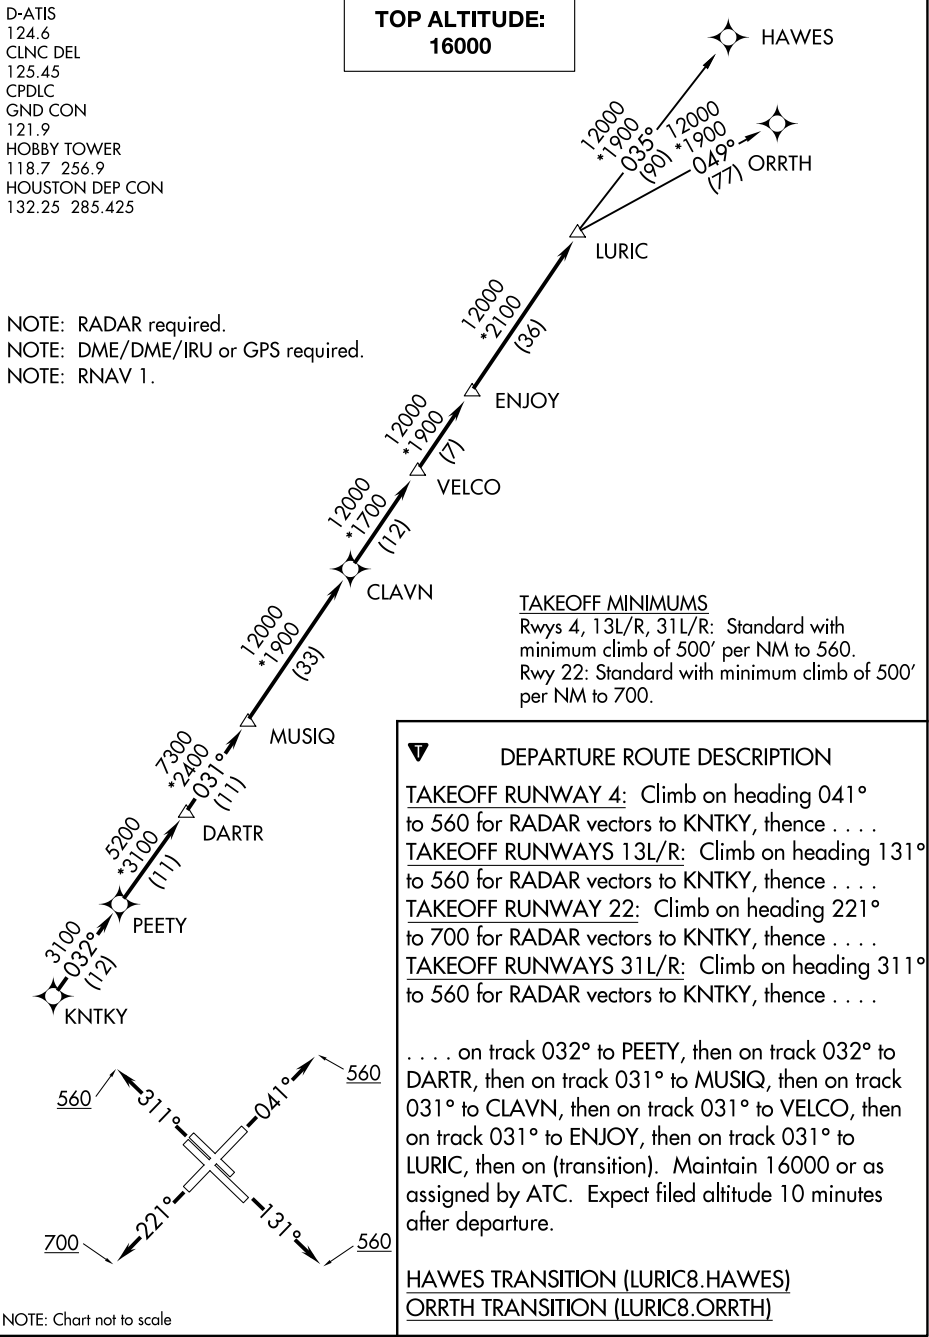 D-ATIS
124.6
CLNC DEL
125.45
CPDLC
GND CON
121.9
HOBBY TOWER
118.7 256.9
HOUSTON DEP CON
132.25 285.425
TOP ALTITUDE:
16000
HAWES
12000
*1900
035°
(90)
12000
*1900
049°
(77)
ORRTH
LURIC
NOTE: RADAR required.
NOTE: DME/DME/IRU or GPS required.
NOTE: RNAV 1.
12000
*2100
(36)
ENJOY
12000
*1900
(7)
VELCO
12000
*1700
(12)
CLAVN
12000
*1900
(33)
MUSIQ
7300
*2400
031°
(11)
DARTR
5200
*3100
(11)
PEETY
3100
032°
(12)
KNTKY
TAKEOFF MINIMUMS
Rwys 4, 13L/R, 31L/R: Standard with
minimum climb of 500' per NM to 560.
Rwy 22: Standard with minimum climb of 500'
per NM to 700.
T
DEPARTURE ROUTE DESCRIPTION
TAKEOFF RUNWAY 4: Climb on heading 041°
to 560 for RADAR vectors to KNTKY, thence . . . .
TAKEOFF RUNWAYS 13L/R: Climb on heading 131°
to 560 for RADAR vectors to KNTKY, thence . . . .
TAKEOFF RUNWAY 22: Climb on heading 221°
to 700 for RADAR vectors to KNTKY, thence . . . .
TAKEOFF RUNWAYS 31L/R: Climb on heading 311°
to 560 for RADAR vectors to KNTKY, thence . . . .
. . . . on track 032° to PEETY, then on track 032° to
DARTR, then on track 031° to MUSIQ, then on track
031° to CLAVN, then on track 031° to VELCO, then
on track 031° to ENJOY, then on track 031° to
LURIC, then on (transition). Maintain 16000 or as
assigned by ATC. Expect filed altitude 10 minutes
after departure.
HAWES TRANSITION (LURIC8.HAWES)
ORRTH TRANSITION (LURIC8.ORRTH)
560
311°
041°
560
700
221°
131°
560
NOTE: Chart not to scale